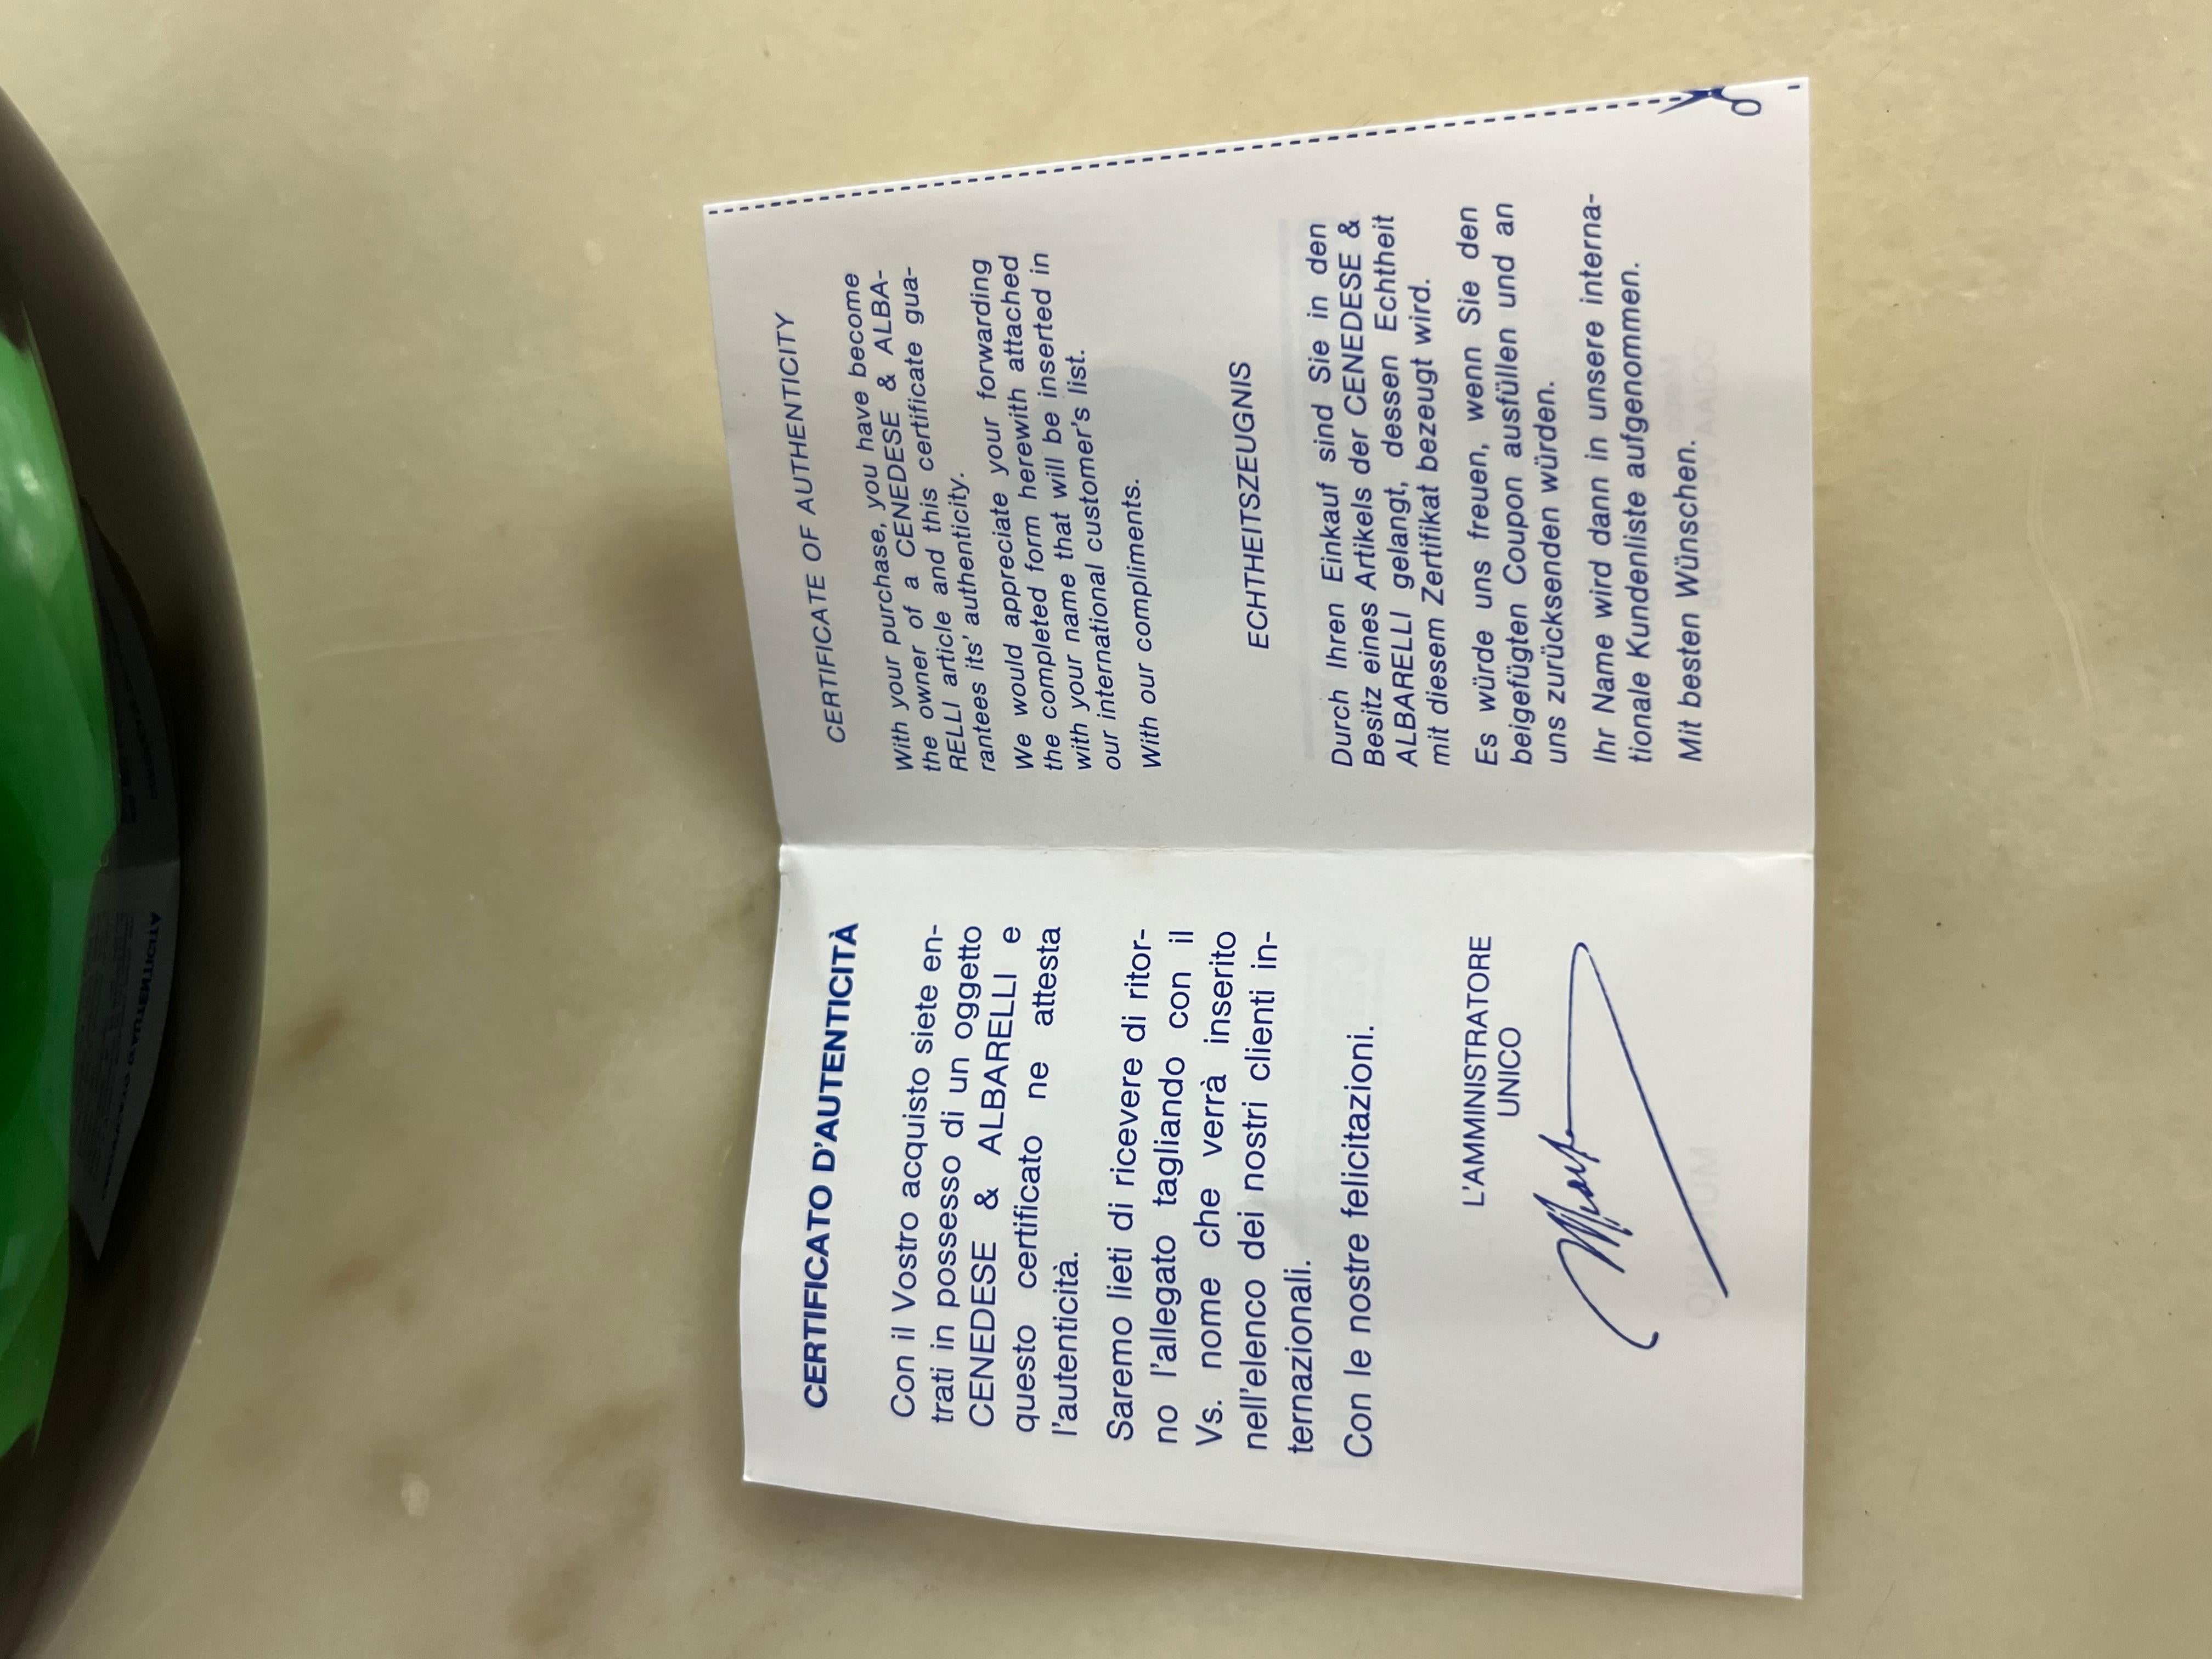 CERTIFICATO D'AUTENTICITÀ
Con il Vostro acquisto siete en-
trati in possesso di un oggetto
CENEDESE & ALBARELLI e
questo certificato ne attesta
l'autenticità.
Saremo lieti di ricevere di ritor-
no l'allegato tagliando con il
Vs. nome che verrà inserito
nell'elenco dei nostri clienti in-
ternazionali.
Con le nostre felicitazioni.
L'AMMINISTRATORE
UNICO
CERTIFICATE OF AUTHENTICITY
With your purchase, you have become
the owner of a CENEDESE & ALBA-
RELLI article and this certificate gua-
rantees its' authenticity.
We would appreciate your forwarding
the completed form herewith attached
with your name that will be inserted in
our international customer's list.
With our compliments.
ECHTHEITSZEUGNIS
Durch Ihren Einkauf sind Sie in den
Besitz eines Artikels der CENEDESE &
ALBARELLI gelangt, dessen Echtheit
mit diesem Zertifikat bezeugt wird.
Es würde uns freuen, wenn Sie den
beigefügten Coupon ausfüllen und an
uns zurücksenden würden.
Ihr Name wird dann in unsere interna-
tionale Kundenliste aufgenommen.
Mit besten Wünschen.